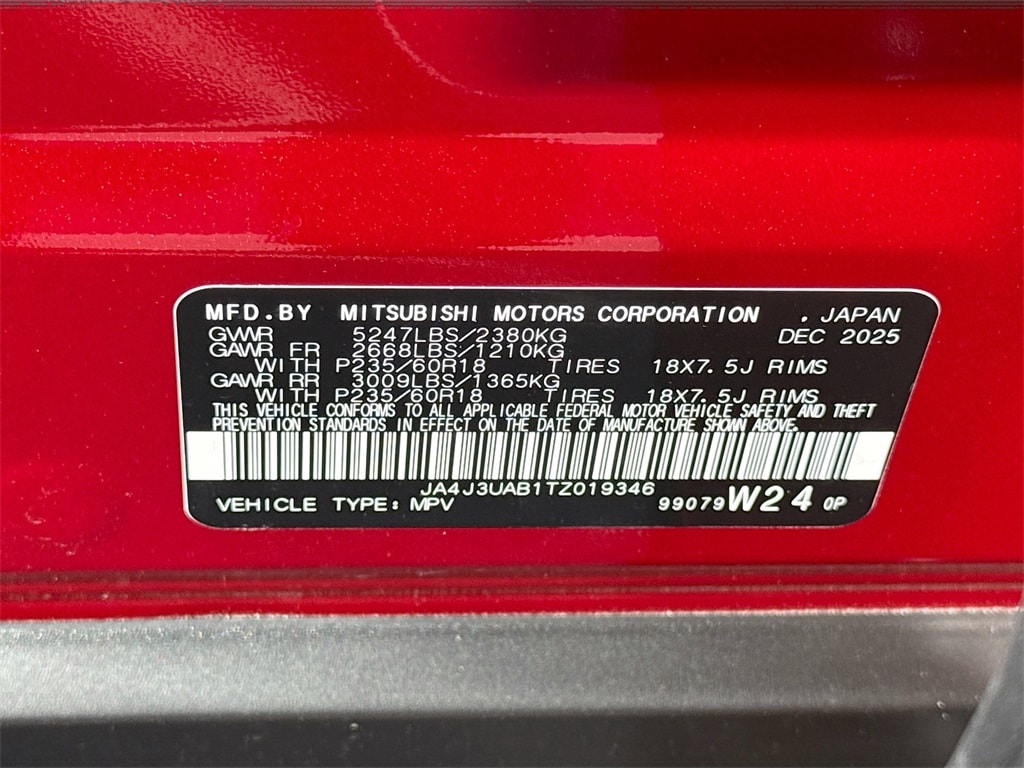 MFD.BY MITSUBISHI MOTORS CORPORATION , JAPAN
GVWR 5247LBS/2380KG DEC 2025
GAWR FR 2668LBS/1210KG
WITH P235/60R18 TIRES 18X7.5J RIMS
GAWR RR 3009LBS/1365KG
WITH P235/60R18 TIRES 18X7.5J RIMS
THIS VEHICLE CONFORMS TO ALL APPLICABLE FEDERAL MOTOR VEHICLE SAFETY AND THEFT
PREVENTION STANDARDS IN EFFECT ON THE DATE OF MANUFACTURE SHOWN ABOVE.
JA4J3UAB1TZ019346
VEHICLE TYPE: MPV 99079 W24 0P